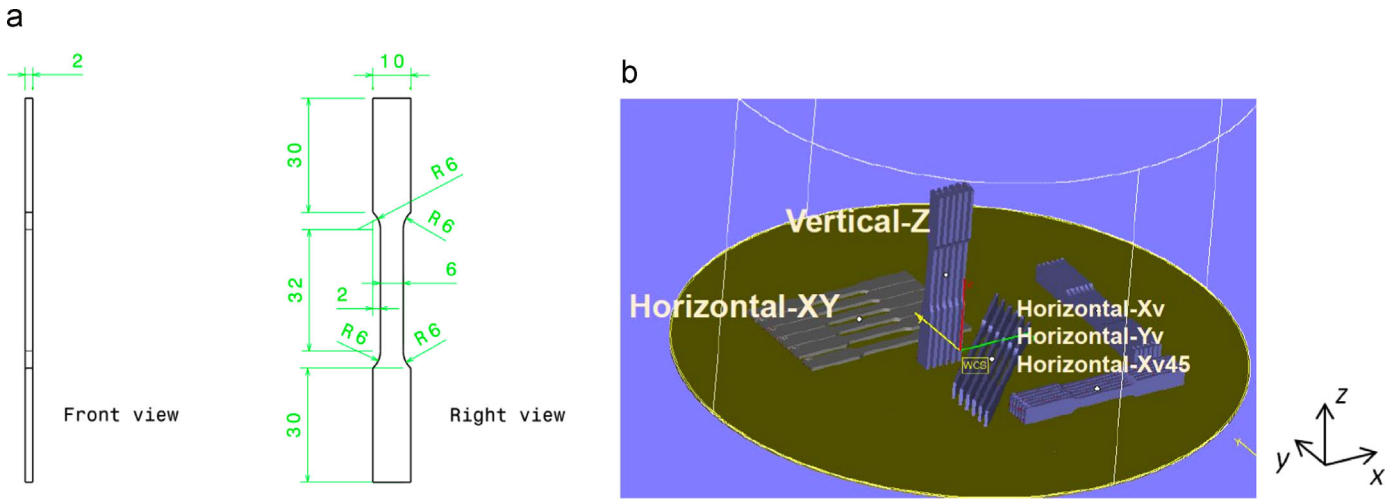 a
2
10
30
R6
R6
32
6
2
R6
R6
30
Front view
Right view
b
Vertical-Z
Horizontal-XY
Horizontal-Xv
Horizontal-Yv
Horizontal-Xv45
WCS
z
y
x